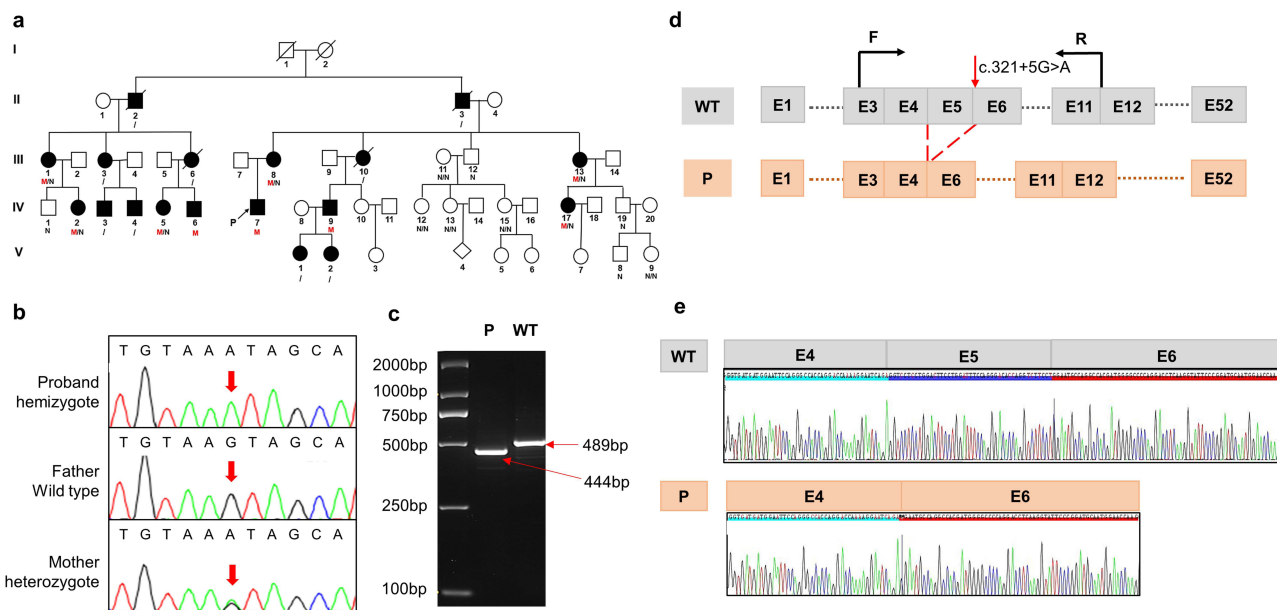 a
I
1 2
II
1 2 3 4
/ /
III
1 2 3 4 5 6 7 8 9 10 11 12 13 14
M/N / / M/N / N/N N M/N
IV
P
1 2 3 4 5 6 7 8 9 10 11 12 13 14 15 16 17 18 19 20
N M/N / / M/N M M M N/N N/N N/N M/N N
V
1 2 3 4 5 6 7 8 9
/ / N N/N
b
T G T A A A T A G C A
Proband
hemizygote
T G T A A G T A G C A
Father
Wild type
T G T A A A T A G C A
Mother
heterozygote
c
P WT
2000bp
1000bp
750bp
500bp
250bp
100bp
489bp
444bp
d
F R
c.321+5G>A
WT E1 E3 E4 E5 E6 E11 E12 E52
P E1 E3 E4 E6 E11 E12 E52
e
WT E4 E5 E6
P E4 E6